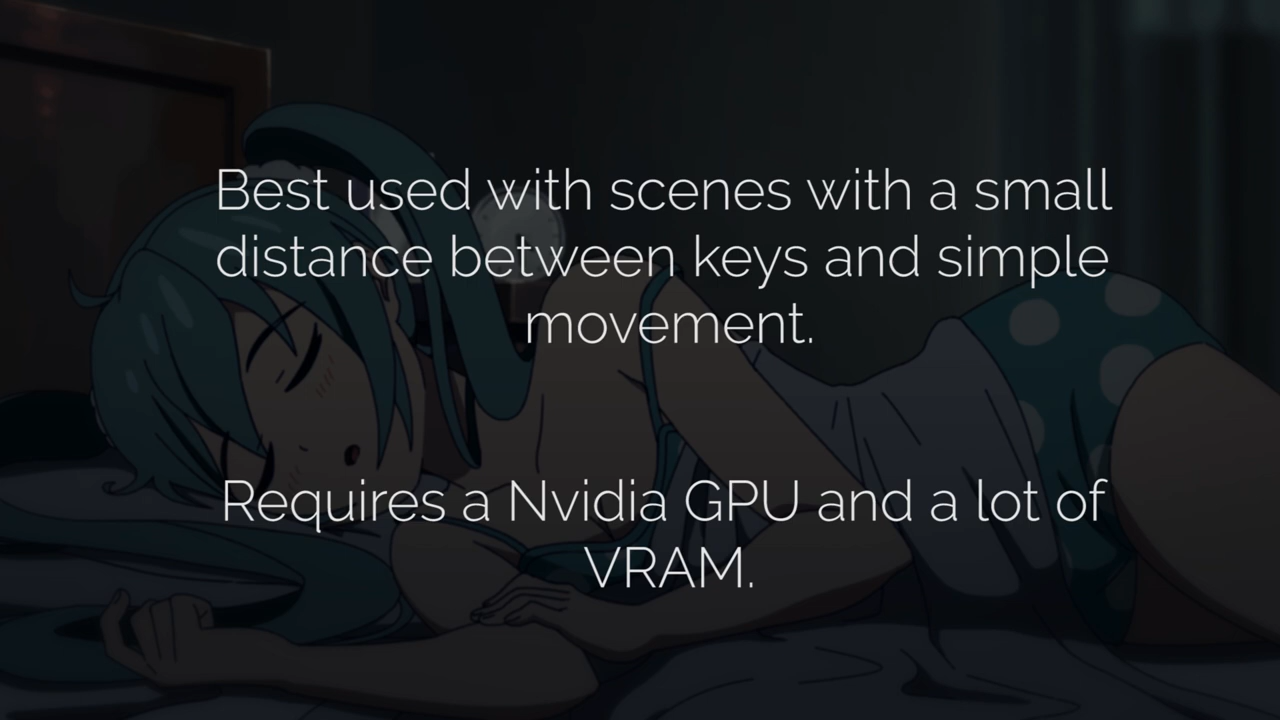 Best used with scenes with a small
distance between keys and simple
movement.
Requires a Nvidia GPU and a lot of
VRAM.